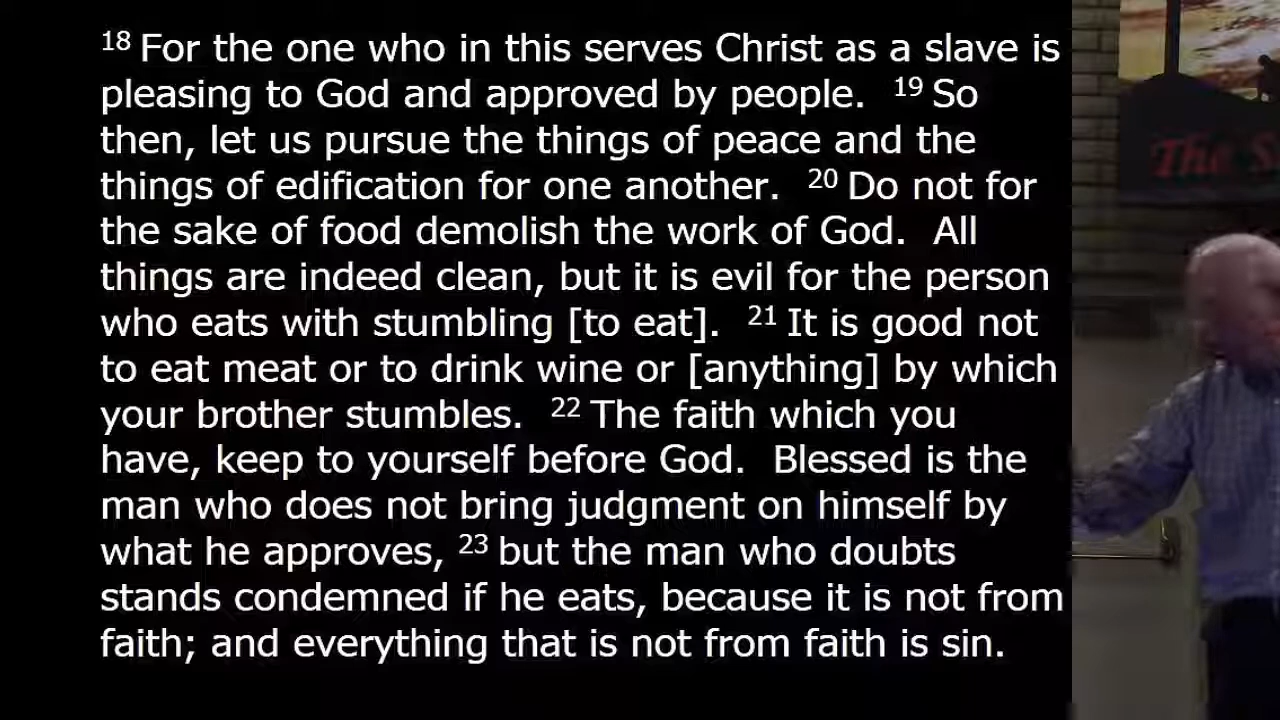 18 For the one who in this serves Christ as a slave is
pleasing to God and approved by people. 19 So
then, let us pursue the things of peace and the
things of edification for one another. 20 Do not for
the sake of food demolish the work of God. All
things are indeed clean, but it is evil for the person
who eats with stumbling [to eat]. 21 It is good not
to eat meat or to drink wine or [anything] by which
your brother stumbles. 22 The faith which you
have, keep to yourself before God. Blessed is the
man who does not bring judgment on himself by
what he approves, 23 but the man who doubts
stands condemned if he eats, because it is not from
faith; and everything that is not from faith is sin.
The